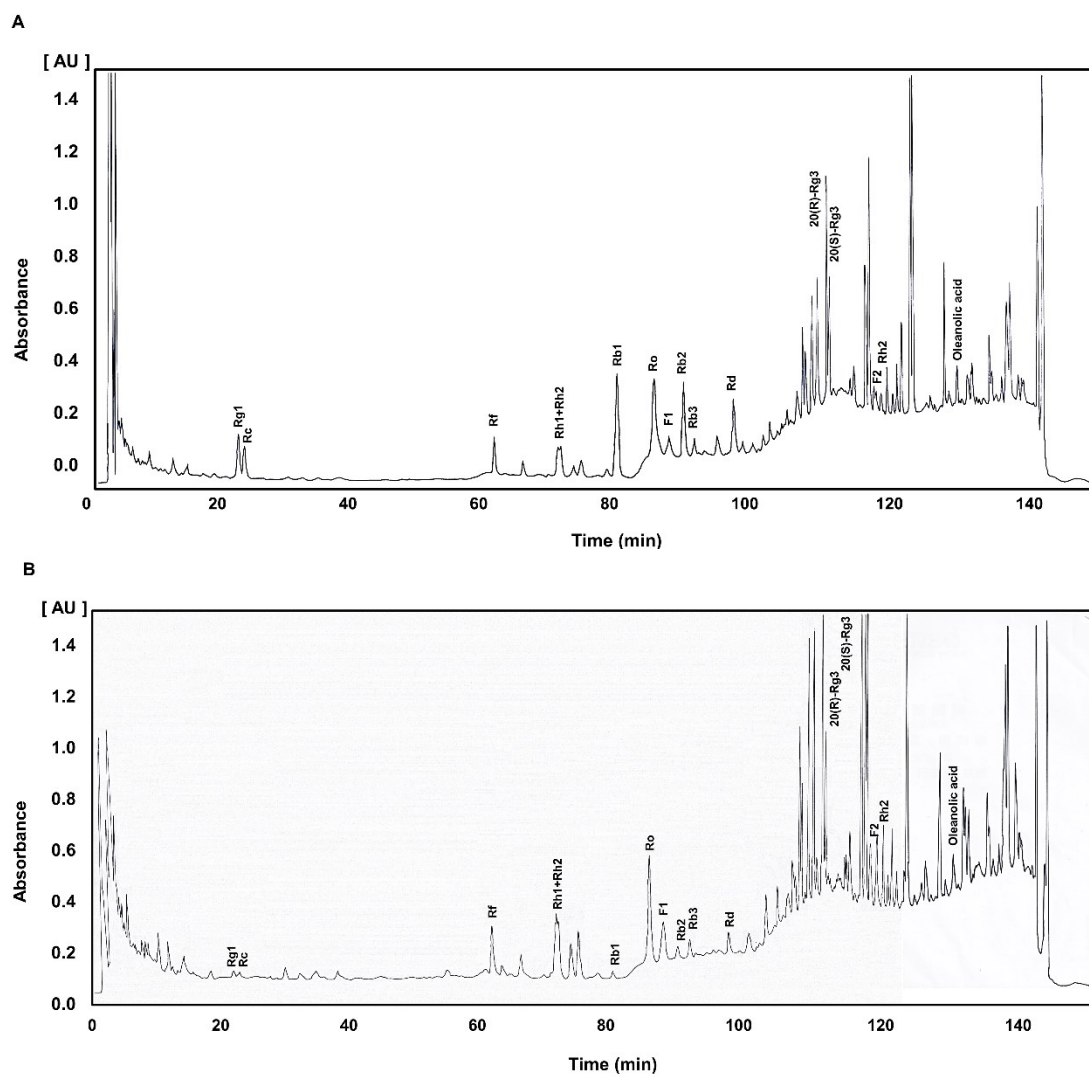 A
[ AU ]
1.4
1.2
1.0
0.8
0.6
0.4
0.2
0.0
Absorbance
Rg1
Rc
Rf
Rh1+Rh2
Rb1
Ro
F1
Rb2
Rb3
Rd
20(R)-Rg3
20(S)-Rg3
F2
Rh2
Oleanolic acid
0 20 40 60 80 100 120 140
Time (min)
B
[ AU ]
1.4
1.2
1.0
0.8
0.6
0.4
0.2
0.0
Absorbance
Rg1
Rc
Rf
Rh1+Rh2
Rb1
Ro
F1
Rb2
Rb3
Rd
20(R)-Rg3
20(S)-Rg3
F2
Rh2
Oleanolic acid
0 20 40 60 80 100 120 140
Time (min)